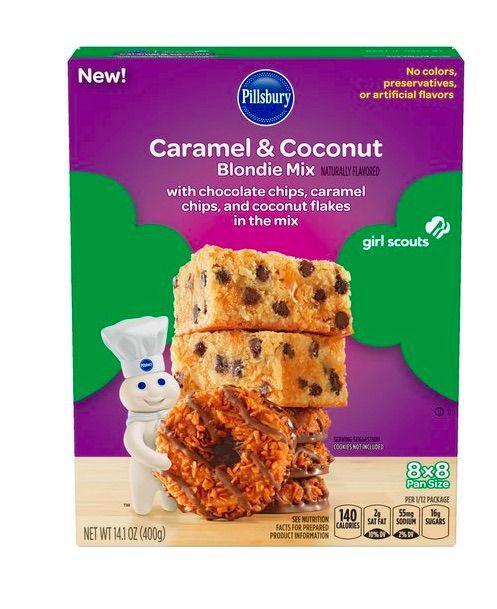 New!
Pillsbury
No colors,
preservatives,
or artificial flavors
Caramel & Coconut
Blondie Mix NATURALLY FLAVORED
with chocolate chips, caramel
chips, and coconut flakes
in the mix
girl scouts
Pillsbury
SERVING SUGGESTION
COOKIES NOT INCLUDED
8x8
Pan Size
PER 1/12 PACKAGE
140
CALORIES
2g
SAT FAT
10% DV
55mg
SODIUM
2% DV
16g
SUGARS
SEE NUTRITION
FACTS FOR PREPARED
PRODUCT INFORMATION
TM
NET WT 14.1 OZ (400g)